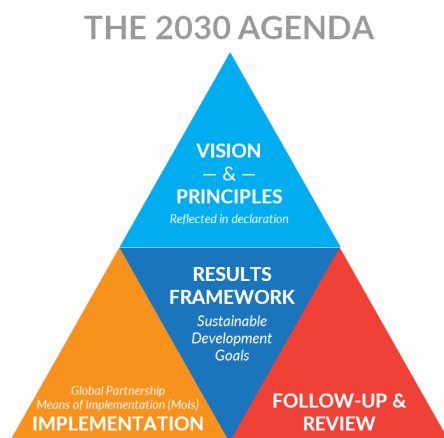 THE 2030 AGENDA
VISION
— & —
PRINCIPLES
Reflected in declaration
RESULTS
FRAMEWORK
Sustainable
Development
Goals
Global Partnership
Means of Implementation (MoIs)
IMPLEMENTATION
FOLLOW-UP &
REVIEW